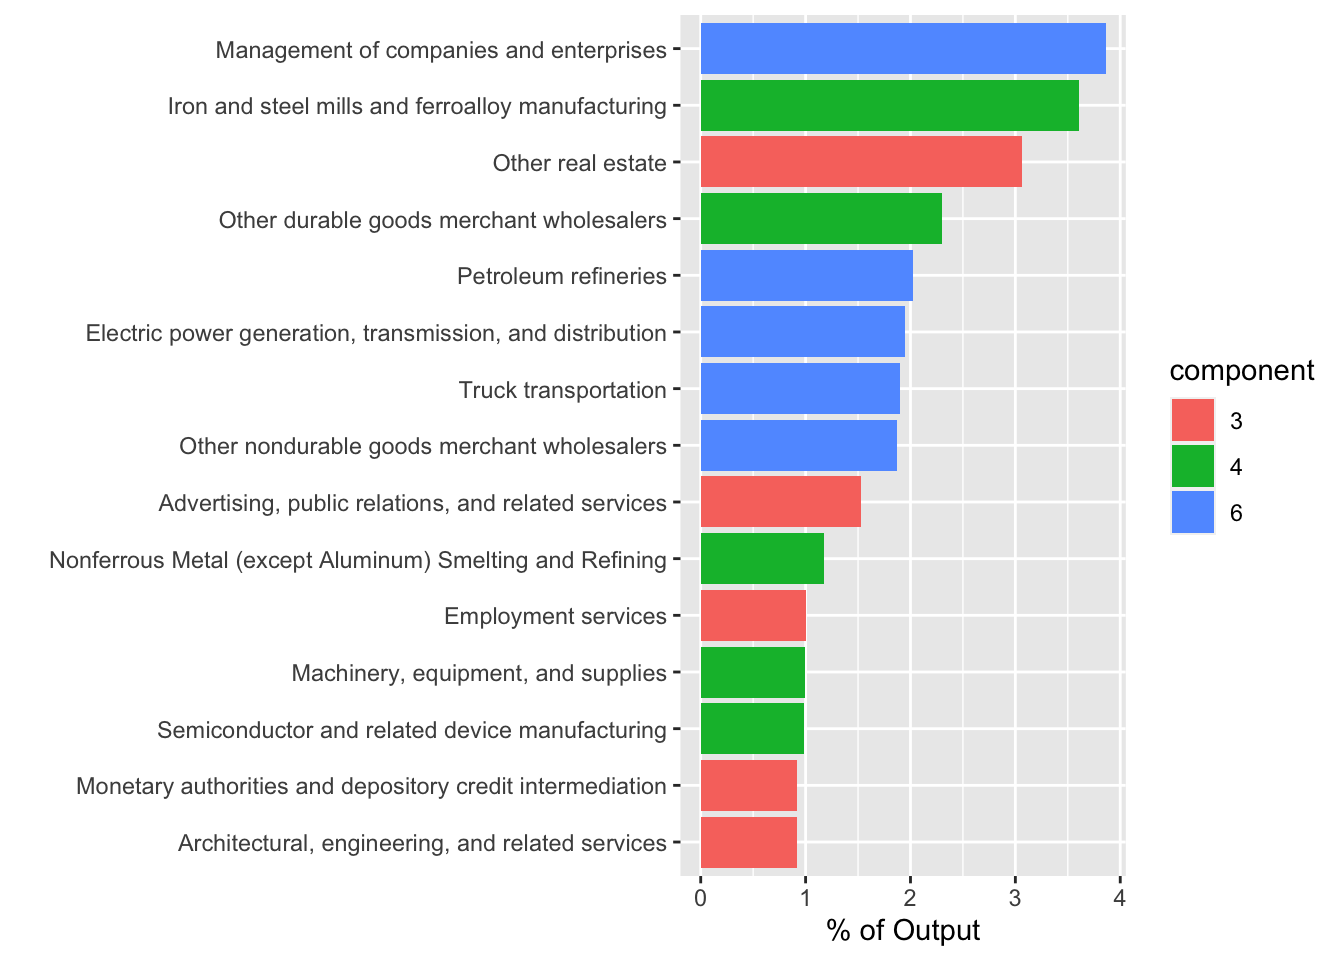 Management of companies and enterprises
Iron and steel mills and ferroalloy manufacturing
Other real estate
Other durable goods merchant wholesalers
Petroleum refineries
Electric power generation, transmission, and distribution
Truck transportation
Other nondurable goods merchant wholesalers
Advertising, public relations, and related services
Nonferrous Metal (except Aluminum) Smelting and Refining
Employment services
Machinery, equipment, and supplies
Semiconductor and related device manufacturing
Monetary authorities and depository credit intermediation
Architectural, engineering, and related services
0 1 2 3 4
% of Output
component
3
4
6